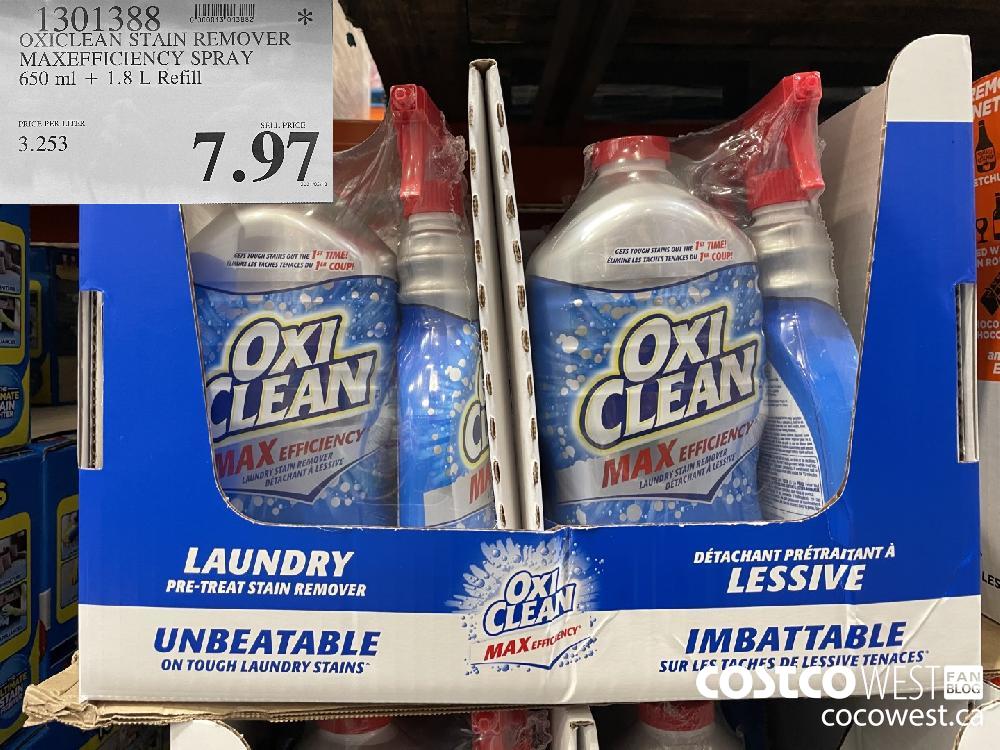 1301388
*
OXICLEAN STAIN REMOVER
MAXEFFICIENCY SPRAY
650 ml + 1.8 L Refill
PRICE PER LITER
SELL PRICE
3.253
7.97
GETS TOUGH STAINS OUT THE 1ST TIME!
ÉLIMINE LES TACHES TENACES DU 1ER COUP!
OXI
CLEAN
MAX EFFICIENCY
LAUNDRY STAIN REMOVER
DÉTACHANT À LESSIVE
GETS TOUGH STAINS OUT THE 1ST TIME!
ÉLIMINE LES TACHES TENACES DU 1ER COUP!
OXI
CLEAN
MAX EFFICIENCY
LAUNDRY STAIN REMOVER
DÉTACHANT À LESSIVE
LAUNDRY
PRE-TREAT STAIN REMOVER
UNBEATABLE
ON TOUGH LAUNDRY STAINS*
OXI
CLEAN
MAX EFFICIENCY*
DÉTACHANT PRÉTRAITANT À
LESSIVE
IMBATTABLE
SUR LES TACHES DE LESSIVE TENACES*
COSTCO WEST FAN BLOG
cocowest.ca